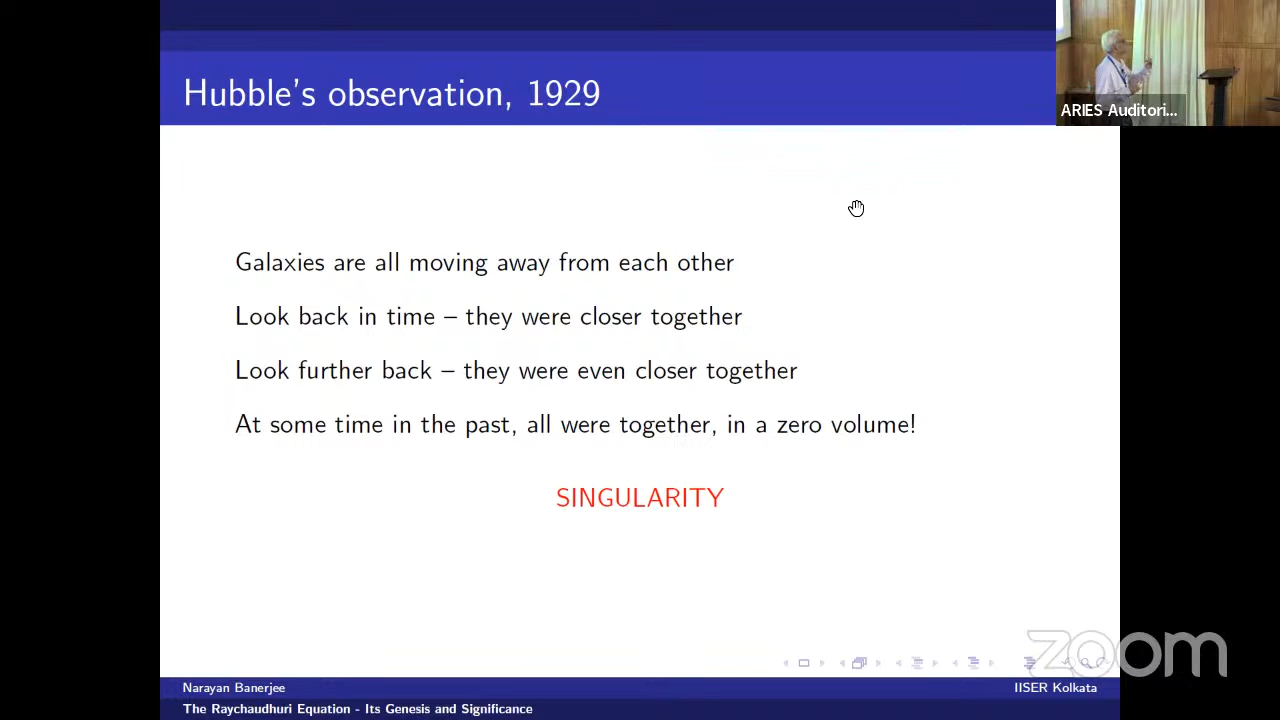 Hubble's observation, 1929
ARIES Auditori...
Galaxies are all moving away from each other
Look back in time – they were closer together
Look further back – they were even closer together
At some time in the past, all were together, in a zero volume!
SINGULARITY
zoom
Narayan Banerjee
IISER Kolkata
The Raychaudhuri Equation - Its Genesis and Significance